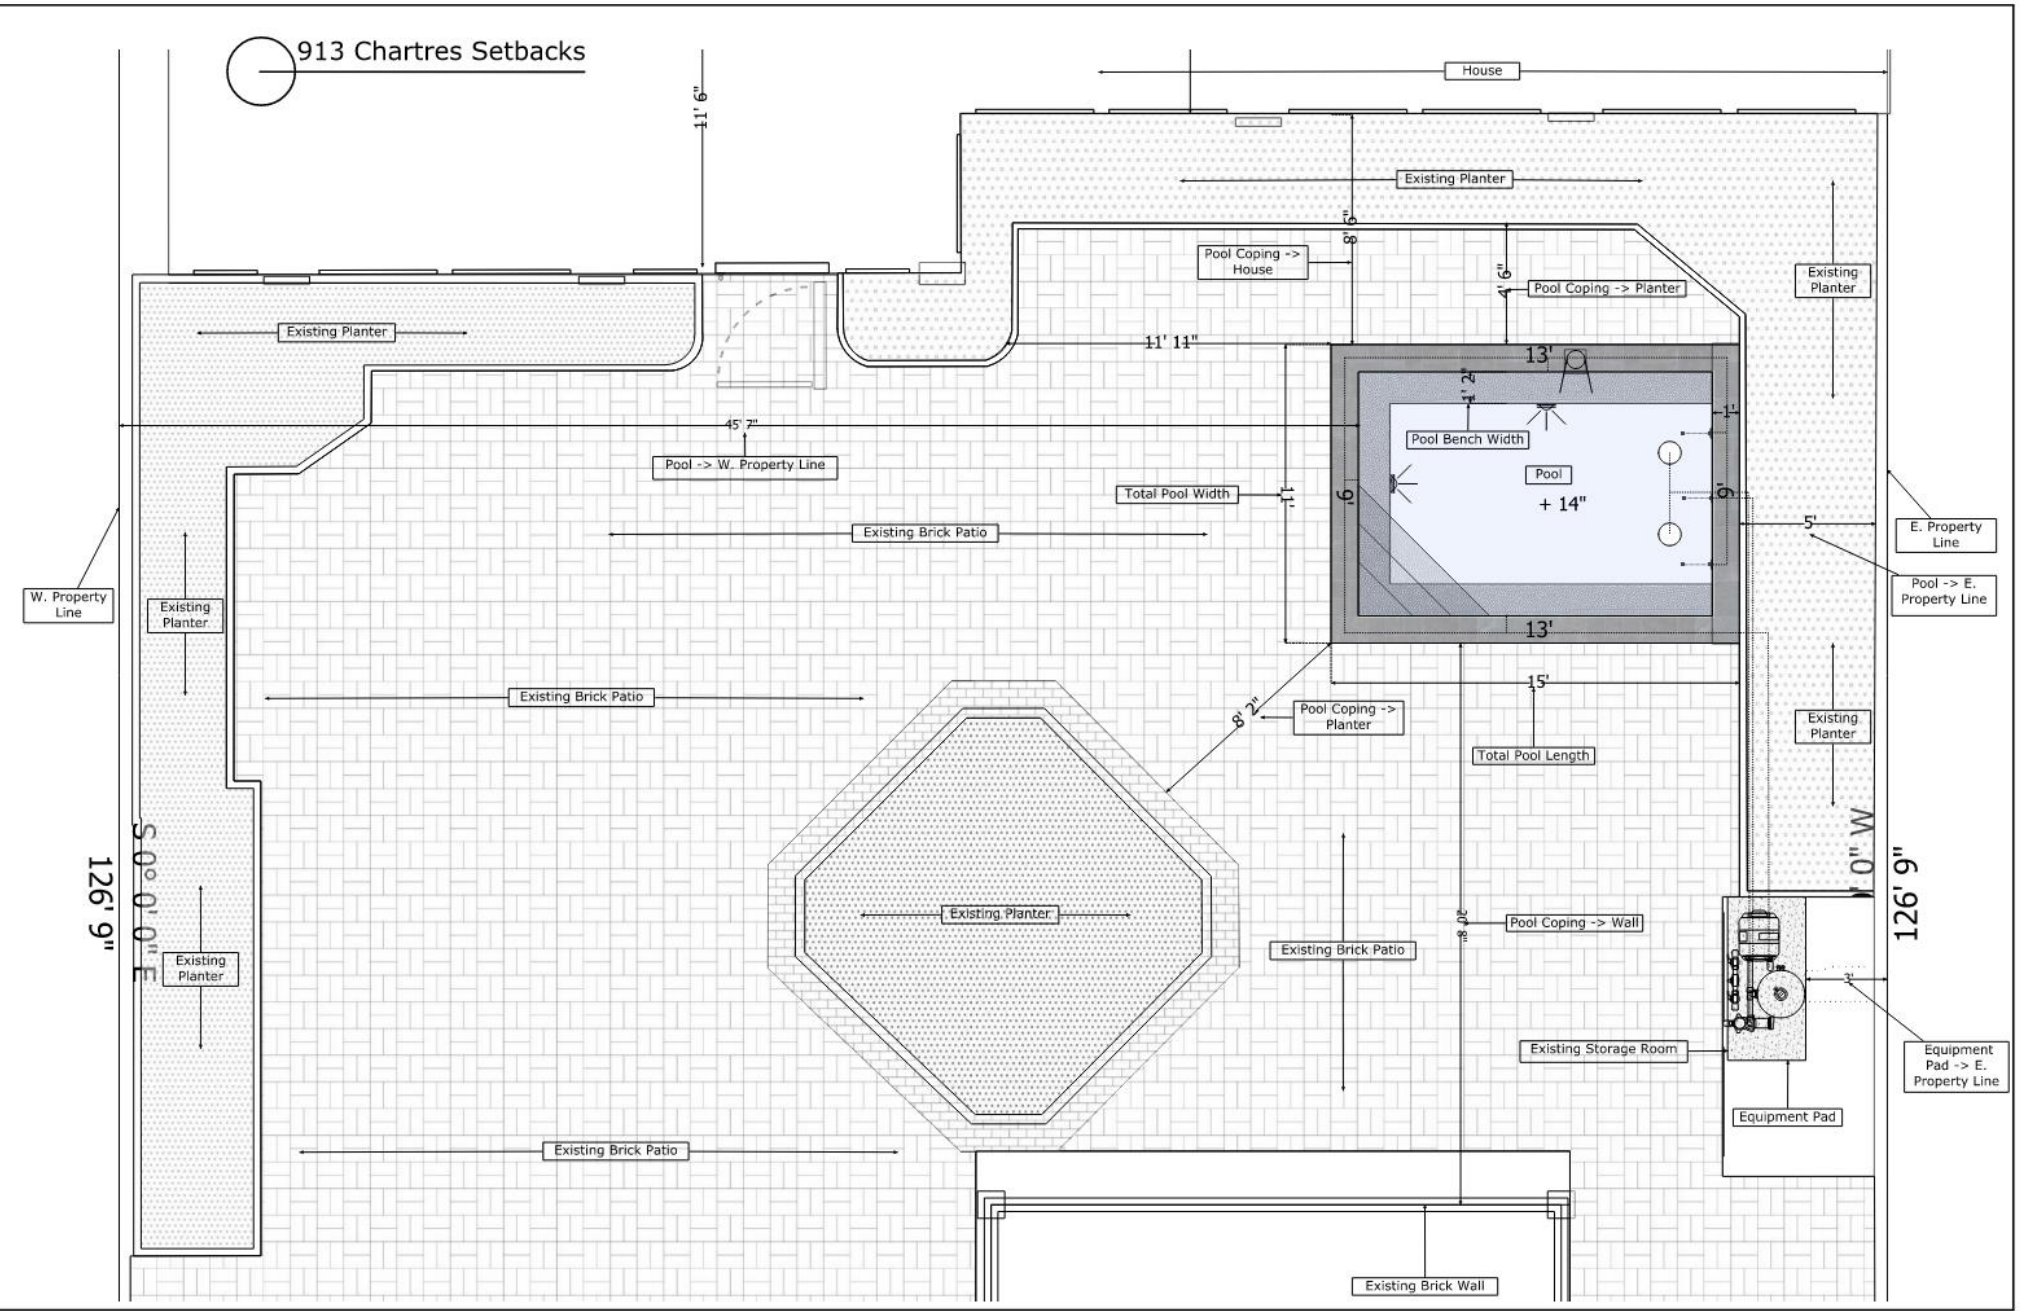 913 Chartres Setbacks
11' 6"
House
Existing Planter
8' 6"
Pool Coping ->
House
4' 6"
Pool Coping -> Planter
Existing
Planter
Existing Planter
11' 11"
13'
1' 2"
1'
45' 7"
Pool Bench Width
Pool -> W. Property Line
Pool
Total Pool Width
11'
9'
+ 14"
9'
5'
E. Property
Line
Existing Brick Patio
W. Property
Line
Existing
Planter
Pool -> E.
Property Line
13'
15'
Existing Brick Patio
8' 2"
Pool Coping ->
Planter
Existing
Planter
Total Pool Length
S 0° 0' 0" E
126' 9"
' 0" W
126' 9"
Existing Planter
20' 8"
Pool Coping -> Wall
Existing Brick Patio
Existing
Planter
3'
Existing Storage Room
Equipment
Pad -> E.
Property Line
Equipment Pad
Existing Brick Patio
Existing Brick Wall